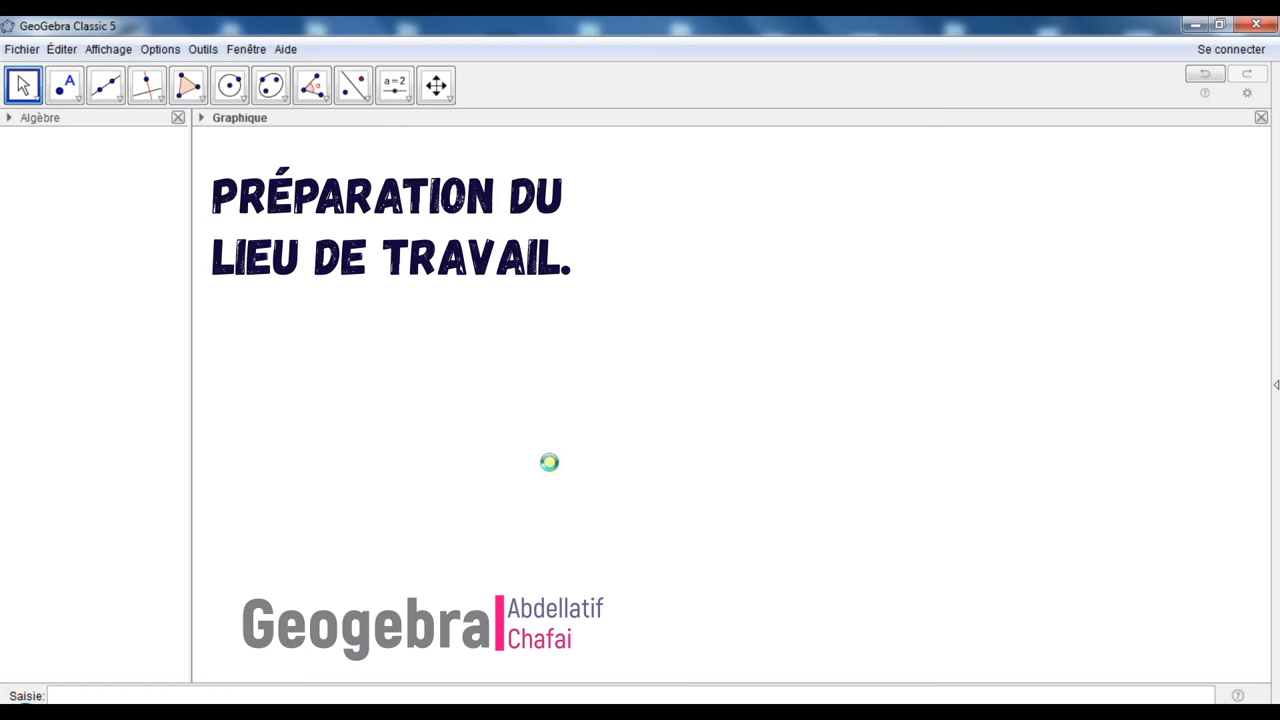 GeoGebra Classic 5
Fichier Éditer Affichage Options Outils Fenêtre Aide
Se connecter
A
a = 2
Algèbre
Graphique
PRÉPARATION DU
LIEU DE TRAVAIL.
Geogebra
Abdellatif
Chafai
Saisie: